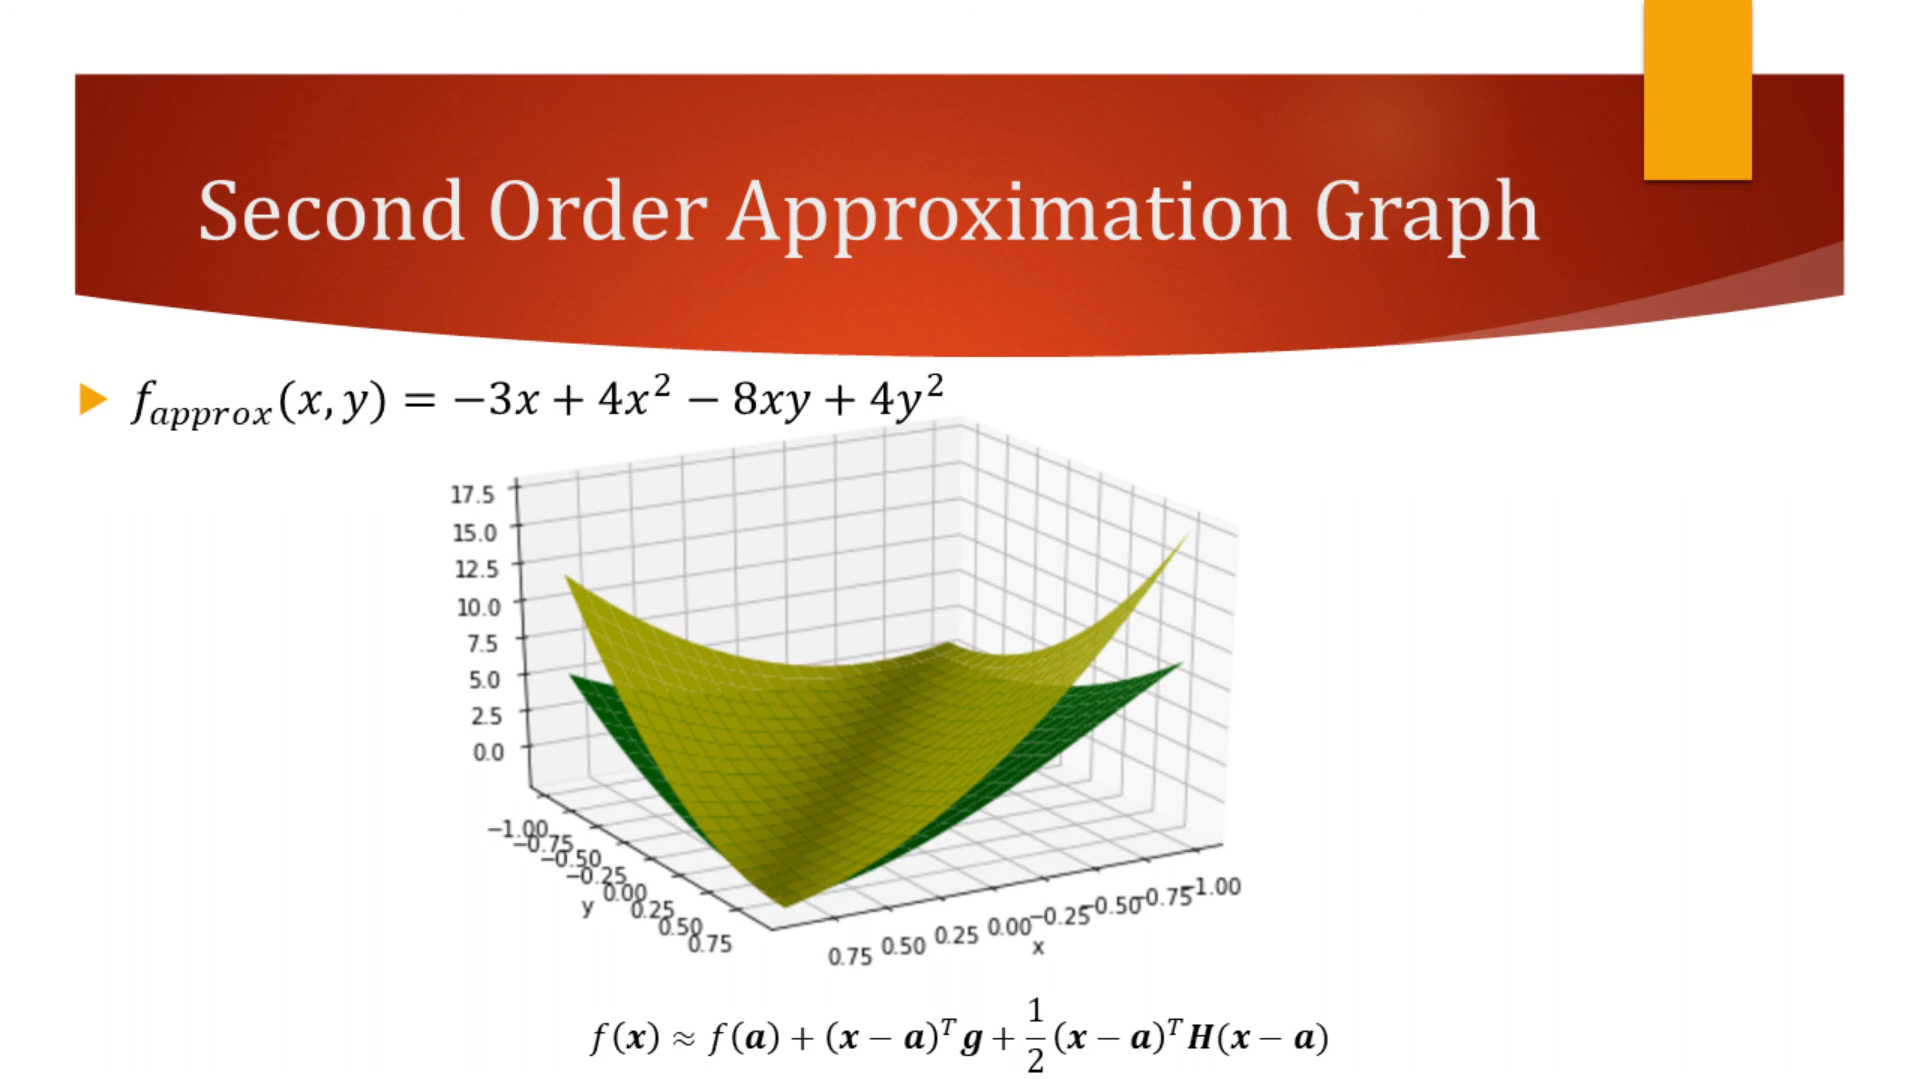 Second Order Approximation Graph
f_approx(x, y) = −3x + 4x² − 8xy + 4y²
17.5
15.0
12.5
10.0
7.5
5.0
2.5
0.0
−1.00
−0.75
−0.50
−0.25
0.00
0.25
0.50
0.75
y
0.75 0.50 0.25 0.00 −0.25 −0.50 −0.75 −1.00
x
f(x) ≈ f(a) + (x − a)ᵀ g + 1/2 (x − a)ᵀ H(x − a)